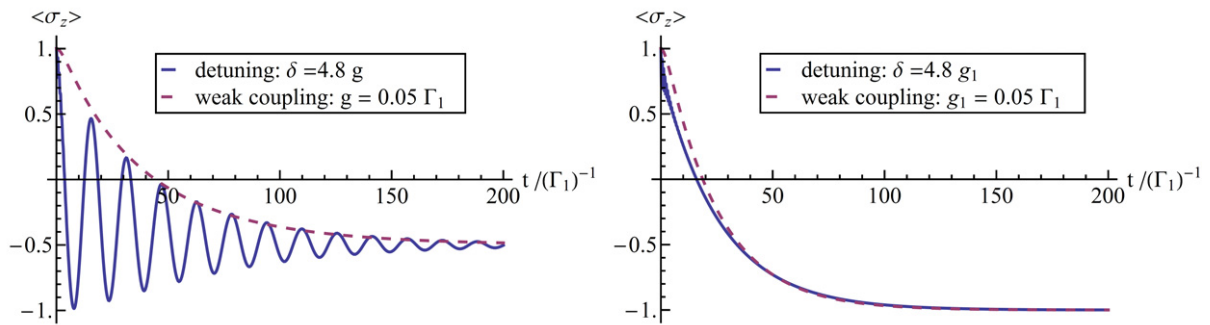 <σz>
1.
0.5
−0.5
−1.
50
100
150
200
t /(Γ1)⁻¹
detuning: δ =4.8 g
weak coupling: g = 0.05 Γ1
<σz>
1.
0.5
−0.5
−1.
50
100
150
200
t /(Γ1)⁻¹
detuning: δ =4.8 g1
weak coupling: g1 = 0.05 Γ1